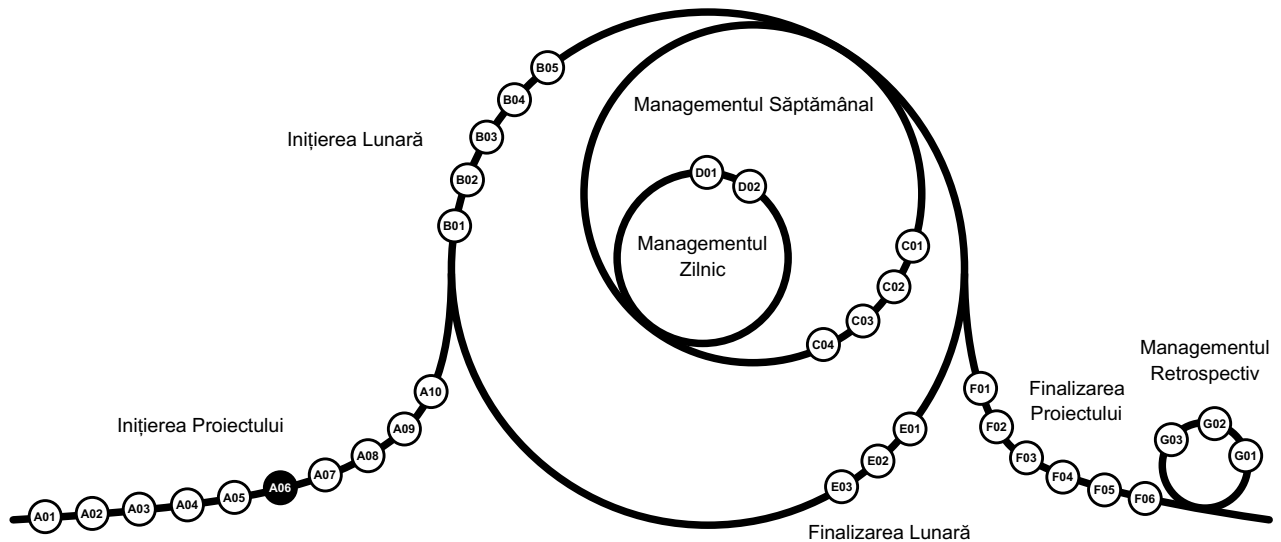 B05
B04
B03
B02
B01
Inițierea Lunară
Managementul Săptămânal
D01
D02
Managementul
Zilnic
C01
C02
C03
C04
Inițierea Proiectului
A01
A02
A03
A04
A05
A06
A07
A08
A09
A10
E01
E02
E03
Finalizarea Lunară
F01
F02
F03
F04
F05
F06
Finalizarea
Proiectului
Managementul
Retrospectiv
G03
G02
G01